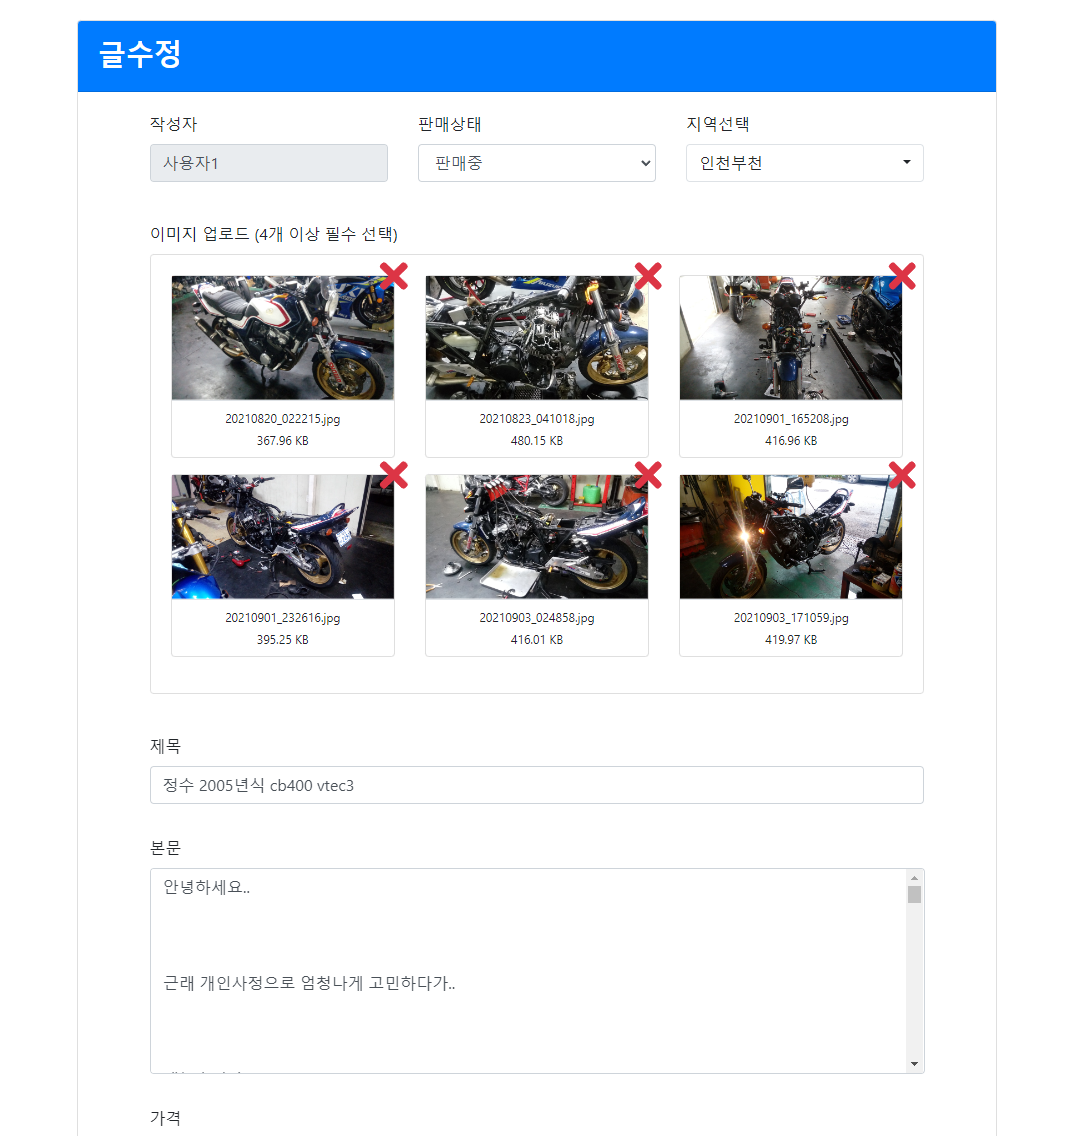 글수정
작성자 판매상태 지역선택
사용자1 판매중 인천부천
이미지 업로드 (4개 이상 필수 선택)
20210820_022215.jpg 20210823_041018.jpg 20210901_165208.jpg
367.96 KB 480.15 KB 416.96 KB
20210901_232616.jpg 20210903_024858.jpg 20210903_171059.jpg
395.25 KB 416.01 KB 419.97 KB
제목
정수 2005년식 cb400 vtec3
본문
안녕하세요..
근래 개인사정으로 엄청나게 고민하다가..
가격